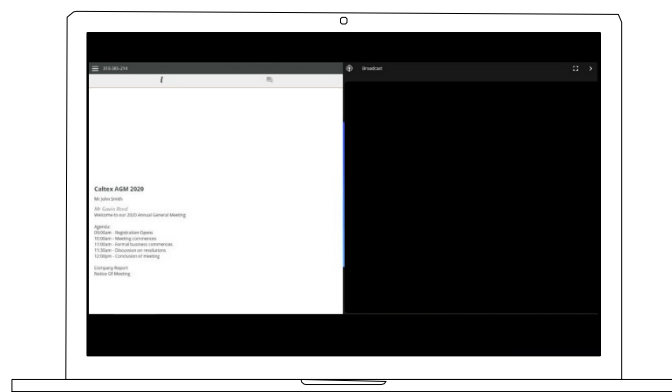 Broadcast
i
Caltex AGM 2020
Mr John Smith
Welcome to our 2020 Annual General Meeting
Agenda
09:00am - Registration Opens
10:00am - Meeting commences
11:00am - Formal business commences
11:30am - Discussion on resolutions
12:00pm - Conclusion of meeting
Company Report
Notice Of Meeting